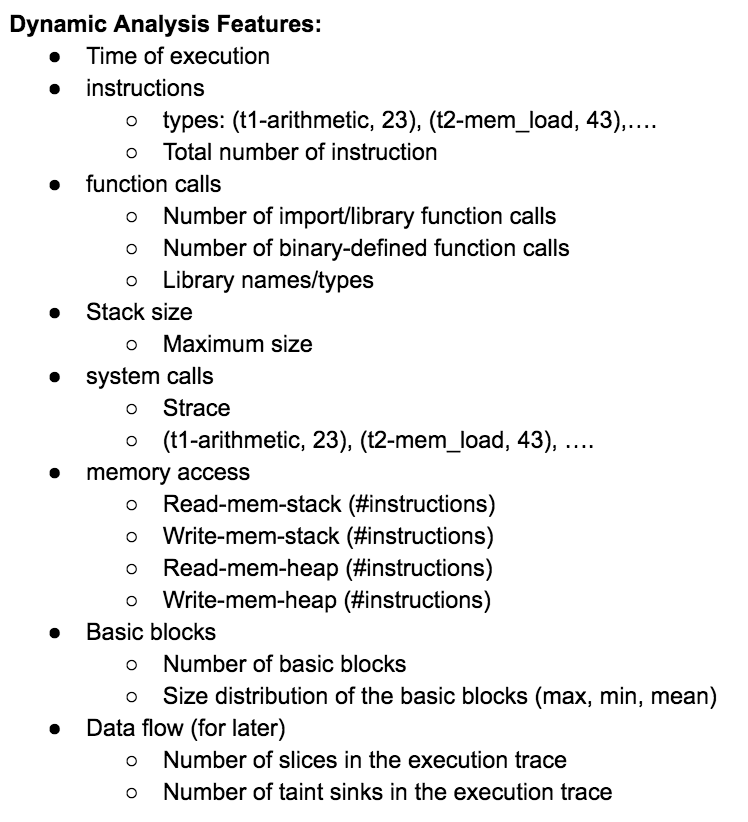 Dynamic Analysis Features:
● Time of execution
● instructions
○ types: (t1-arithmetic, 23), (t2-mem_load, 43),....
○ Total number of instruction
● function calls
○ Number of import/library function calls
○ Number of binary-defined function calls
○ Library names/types
● Stack size
○ Maximum size
● system calls
○ Strace
○ (t1-arithmetic, 23), (t2-mem_load, 43), ....
● memory access
○ Read-mem-stack (#instructions)
○ Write-mem-stack (#instructions)
○ Read-mem-heap (#instructions)
○ Write-mem-heap (#instructions)
● Basic blocks
○ Number of basic blocks
○ Size distribution of the basic blocks (max, min, mean)
● Data flow (for later)
○ Number of slices in the execution trace
○ Number of taint sinks in the execution trace